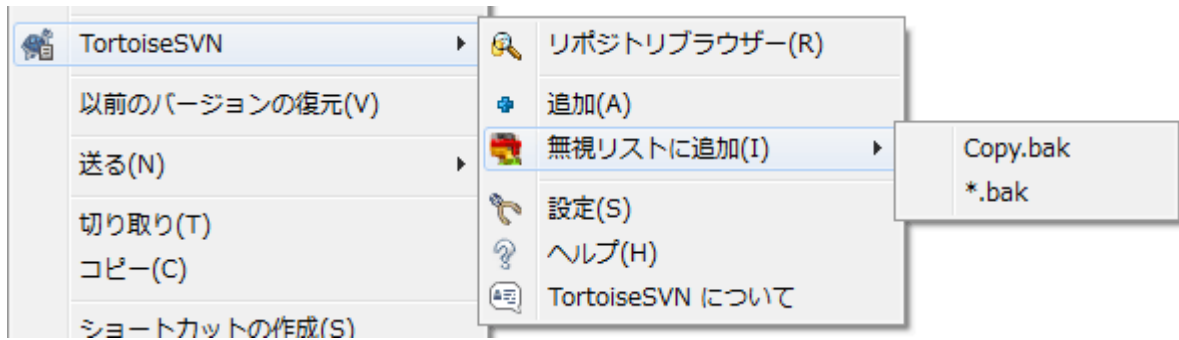 TortoiseSVN
以前のバージョンの復元(V)
送る(N)
切り取り(T)
コピー(C)
ショートカットの作成(S)
リポジトリブラウザー(R)
追加(A)
無視リストに追加(I)
設定(S)
ヘルプ(H)
TortoiseSVN について
Copy.bak
*.bak